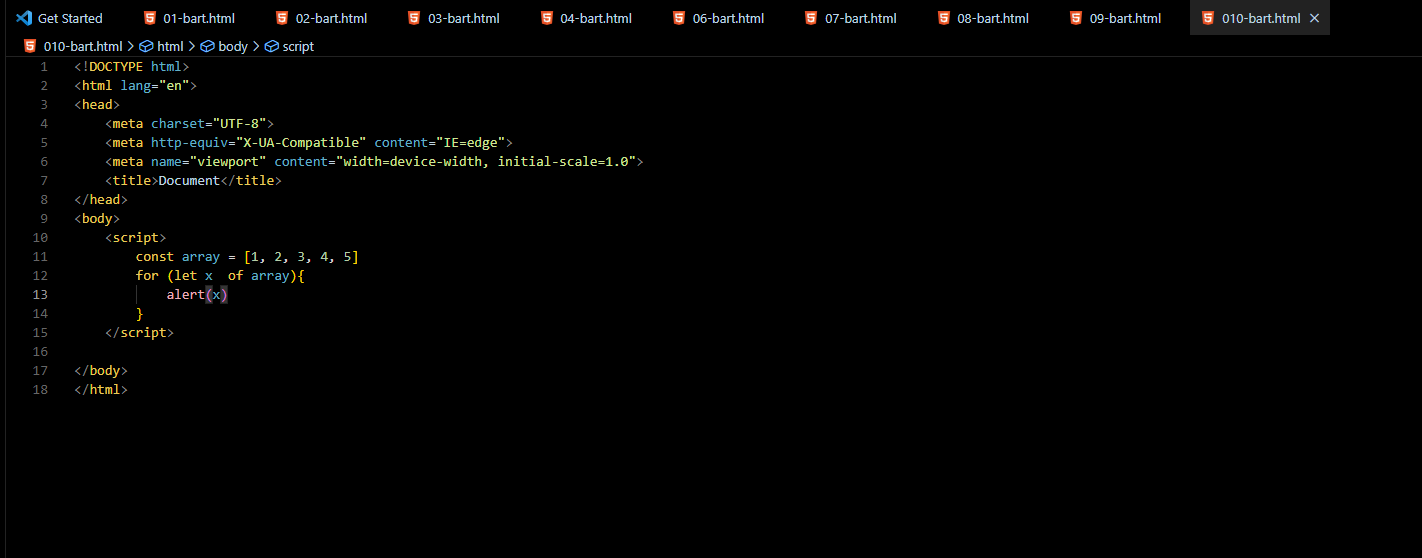 Get Started 01-bart.html 02-bart.html 03-bart.html 04-bart.html 06-bart.html 07-bart.html 08-bart.html 09-bart.html 010-bart.html
010-bart.html > html > body > script
1 <!DOCTYPE html>
2 <html lang="en">
3 <head>
4     <meta charset="UTF-8">
5     <meta http-equiv="X-UA-Compatible" content="IE=edge">
6     <meta name="viewport" content="width=device-width, initial-scale=1.0">
7     <title>Document</title>
8 </head>
9 <body>
10     <script>
11         const array = [1, 2, 3, 4, 5]
12         for (let x  of array){
13             alert(x)
14         }
15     </script>
16
17 </body>
18 </html>